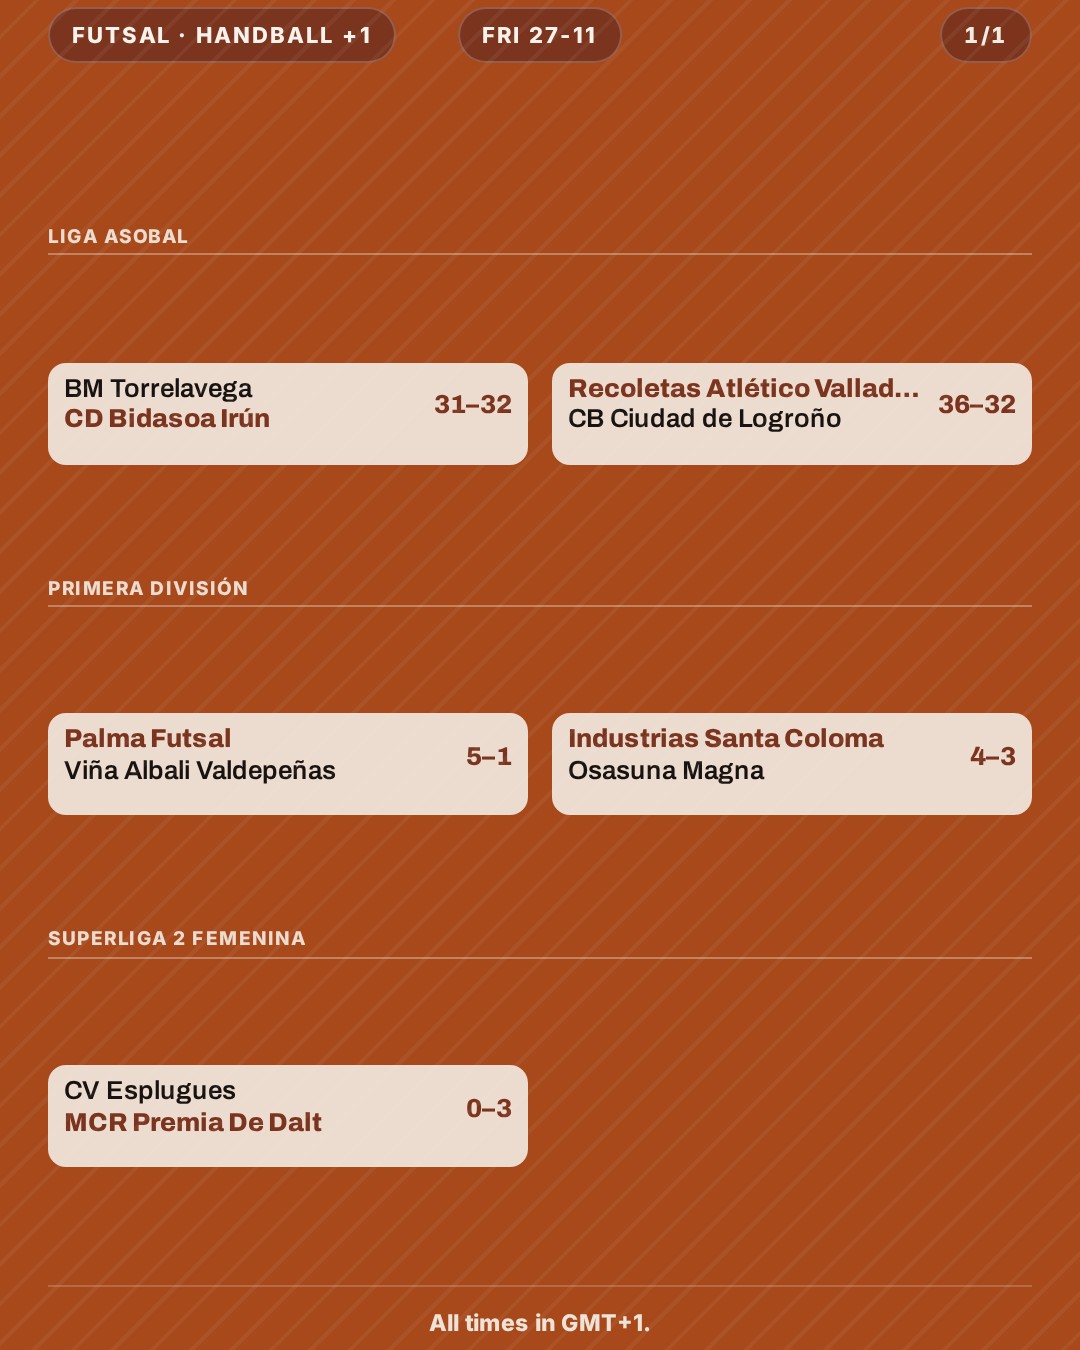 FUTSAL · HANDBALL +1
FRI 27-11
1/1
LIGA ASOBAL
BM Torrelavega
CD Bidasoa Irún
31–32
Recoletas Atlético Vallad...
CB Ciudad de Logroño
36–32
PRIMERA DIVISIÓN
Palma Futsal
Viña Albali Valdepeñas
5–1
Industrias Santa Coloma
Osasuna Magna
4–3
SUPERLIGA 2 FEMENINA
CV Esplugues
MCR Premia De Dalt
0–3
All times in GMT+1.